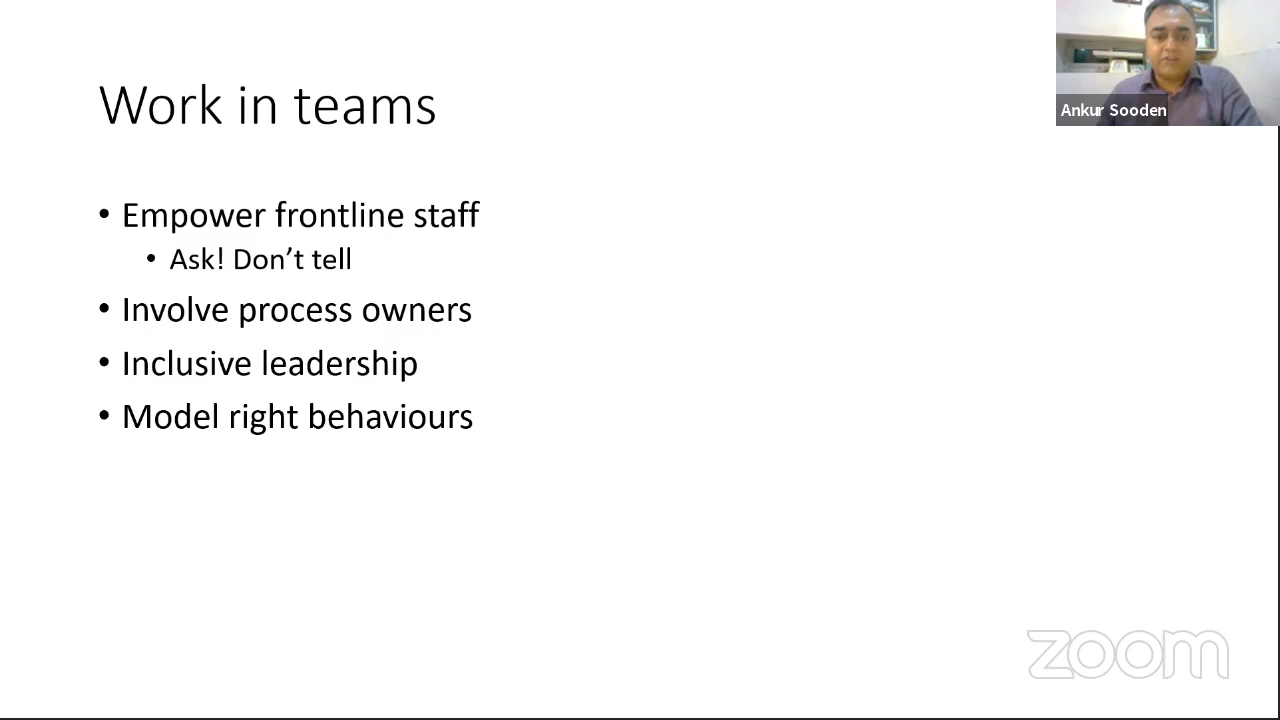 Work in teams
Ankur Sooden
• Empower frontline staff
• Ask! Don’t tell
• Involve process owners
• Inclusive leadership
• Model right behaviours
zoom